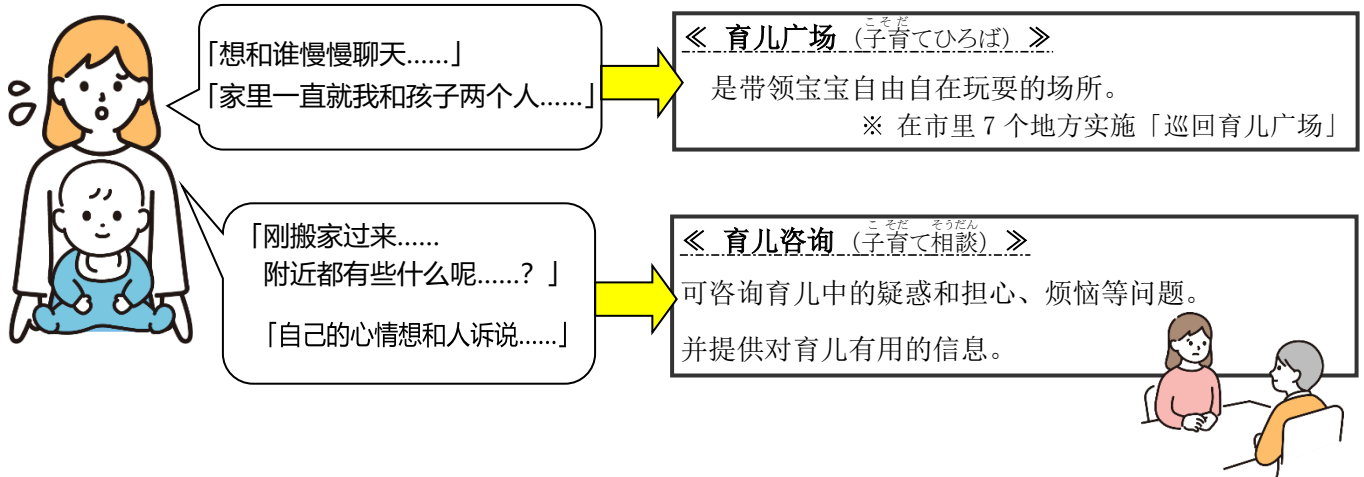 「想和谁慢慢聊天……」
「家里一直就我和孩子两个人……」
≪ 育儿广场（子育てひろば）≫
こそだ
是带领宝宝自由自在玩耍的场所。
※ 在市里7个地方实施「巡回育儿广场」
「刚搬家过来……
附近都有些什么呢……？」
「自己的心情想和人诉说……」
≪ 育儿咨询（子育て相談）≫
こそだ そうだん
可咨询育儿中的疑惑和担心、烦恼等问题。
并提供对育儿有用的信息。